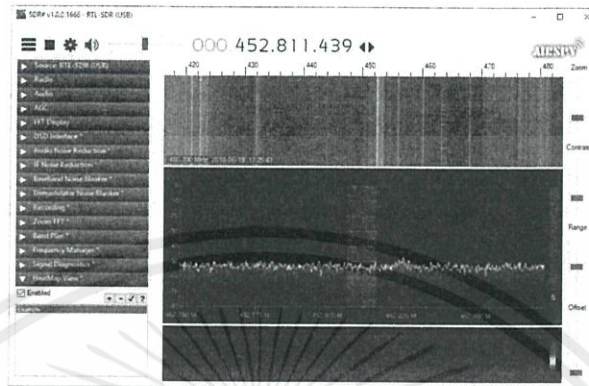 SDR# v1.0.0.1666 - RTL-SDR (USB)
000 452.811.439
AIRSPY
420 430 440 450 460 470 480
Zoom
Source: RTL-SDR (USB)
Radio
Audio
AGC
FFT Display
DSD Interface *
Audio Noise Reduction *
IF Noise Reduction *
Baseband Noise Blanker *
Demodulator Noise Blanker *
Recording *
Zoom FFT *
Band Plan *
Frequency Manager *
Signal Diagnostics *
HeatMap View *
Contrast
Range
Offset
Enabled
+ - ✓ ?
Example